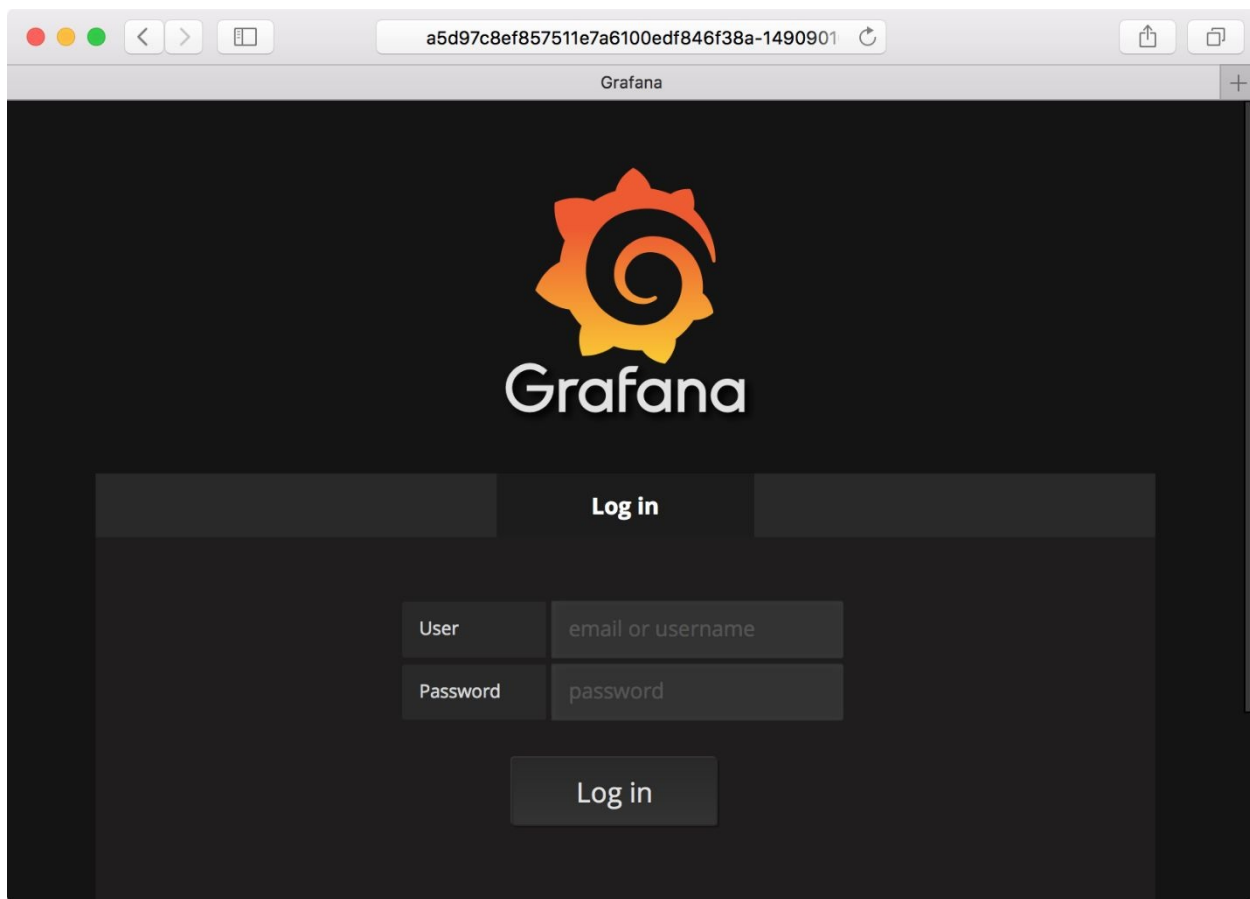 a5d97c8ef857511e7a6100edf846f38a-1490901
Grafana
Grafana
Log in
User email or username
Password password
Log in